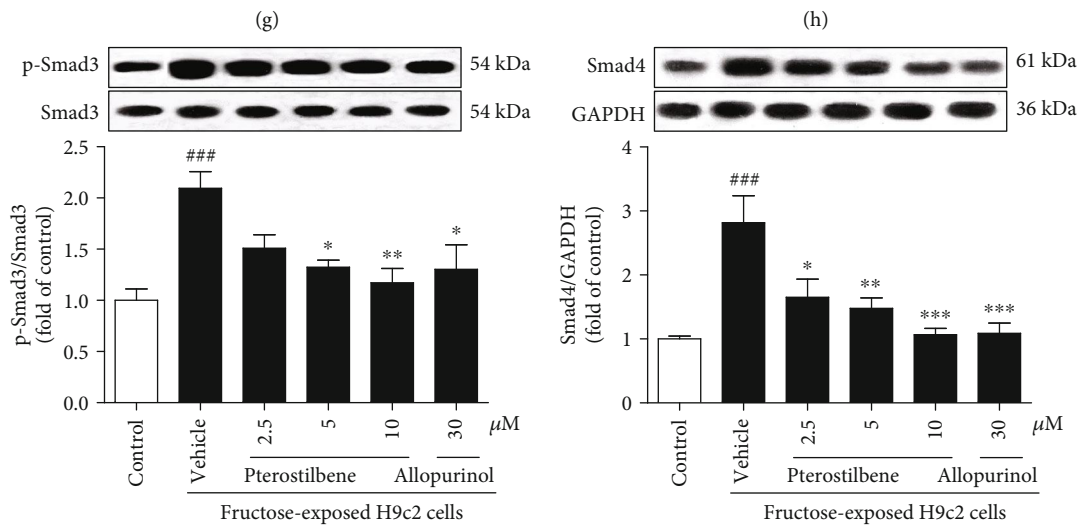 (g)
p-Smad3
54 kDa
Smad3
54 kDa
p-Smad3/Smad3
(fold of control)
2.5
2.0
1.5
1.0
0.5
0.0
###
*
**
*
Control
Vehicle
2.5
5
10
30
μM
Pterostilbene
Allopurinol
Fructose-exposed H9c2 cells
(h)
Smad4
61 kDa
GAPDH
36 kDa
Smad4/GAPDH
(fold of control)
4
3
2
1
0
###
*
**
***
***
Control
Vehicle
2.5
5
10
30
μM
Pterostilbene
Allopurinol
Fructose-exposed H9c2 cells